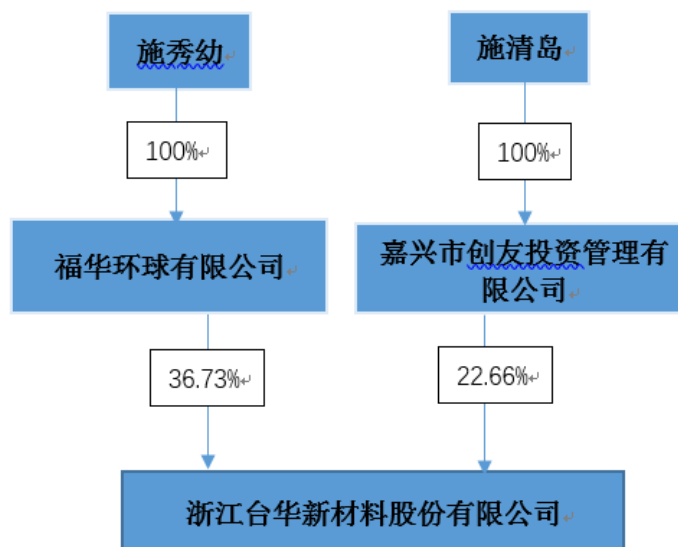 施秀幼
施清岛
100%
100%
福华环球有限公司
嘉兴市创友投资管理有
限公司
36.73%
22.66%
浙江台华新材料股份有限公司